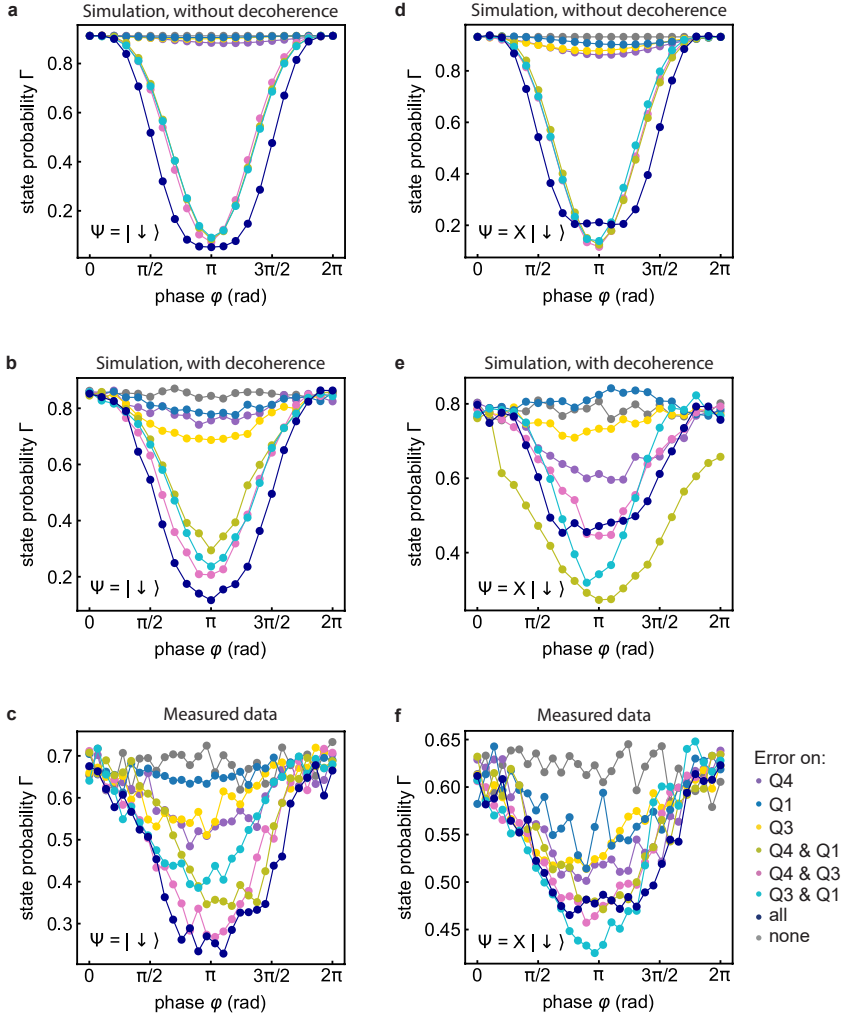 a
Simulation, without decoherence
state probability Γ
0.8
0.6
0.4
0.2
Ψ = | ↓ ⟩
0 π/2 π 3π/2 2π
phase φ (rad)
d
Simulation, without decoherence
state probability Γ
0.8
0.6
0.4
0.2
Ψ = X | ↓ ⟩
0 π/2 π 3π/2 2π
phase φ (rad)
b
Simulation, with decoherence
state probability Γ
0.8
0.6
0.4
0.2
Ψ = | ↓ ⟩
0 π/2 π 3π/2 2π
phase φ (rad)
e
Simulation, with decoherence
state probability Γ
0.8
0.6
0.4
Ψ = X | ↓ ⟩
0 π/2 π 3π/2 2π
phase φ (rad)
c
Measured data
state probability Γ
0.7
0.6
0.5
0.4
0.3
Ψ = | ↓ ⟩
0 π/2 π 3π/2 2π
phase φ (rad)
f
Measured data
state probability Γ
0.65
0.60
0.55
0.50
0.45
Ψ = X | ↓ ⟩
0 π/2 π 3π/2 2π
phase φ (rad)
Error on:
Q4
Q1
Q3
Q4 & Q1
Q4 & Q3
Q3 & Q1
all
none